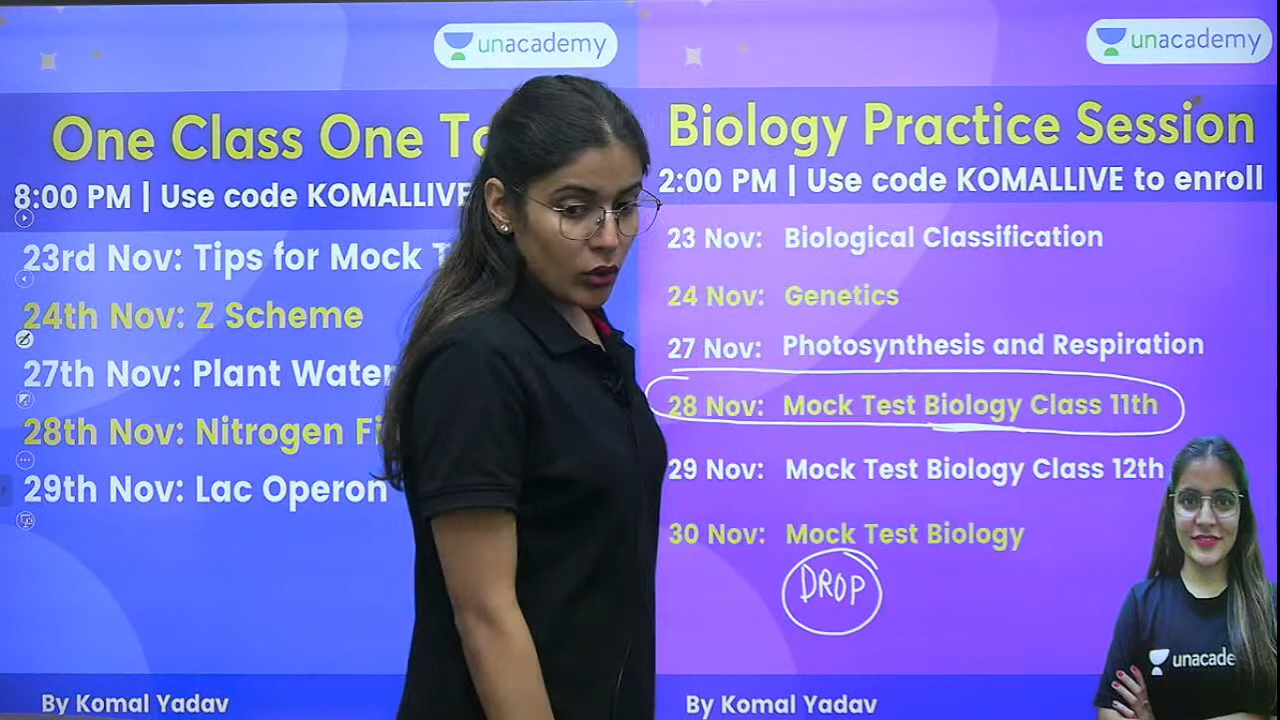 unacademy
One Class One To
8:00 PM | Use code KOMALLIVE
23rd Nov: Tips for Mock T
24th Nov: Z Scheme
27th Nov: Plant Water
28th Nov: Nitrogen Fi
29th Nov: Lac Operon
By Komal Yadav
unacademy
Biology Practice Session
2:00 PM | Use code KOMALLIVE to enroll
23 Nov: Biological Classification
24 Nov: Genetics
27 Nov: Photosynthesis and Respiration
28 Nov: Mock Test Biology Class 11th
29 Nov: Mock Test Biology Class 12th
30 Nov: Mock Test Biology
DROP
unacade
By Komal Yadav